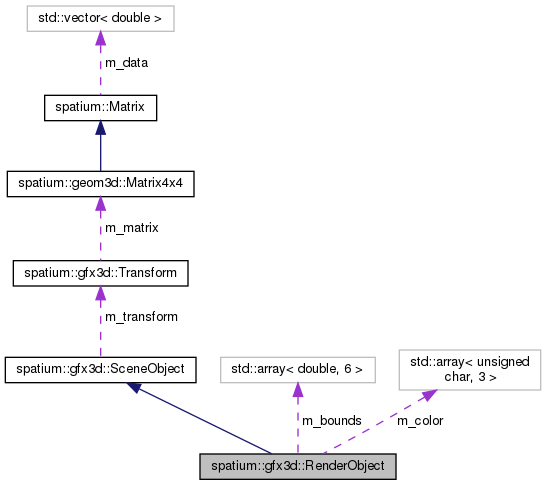 std::vector< double >
m_data
spatium::Matrix
spatium::geom3d::Matrix4x4
m_matrix
spatium::gfx3d::Transform
m_transform
spatium::gfx3d::SceneObject
std::array< double, 6 >
std::array< unsigned
char, 3 >
m_bounds
m_color
spatium::gfx3d::RenderObject